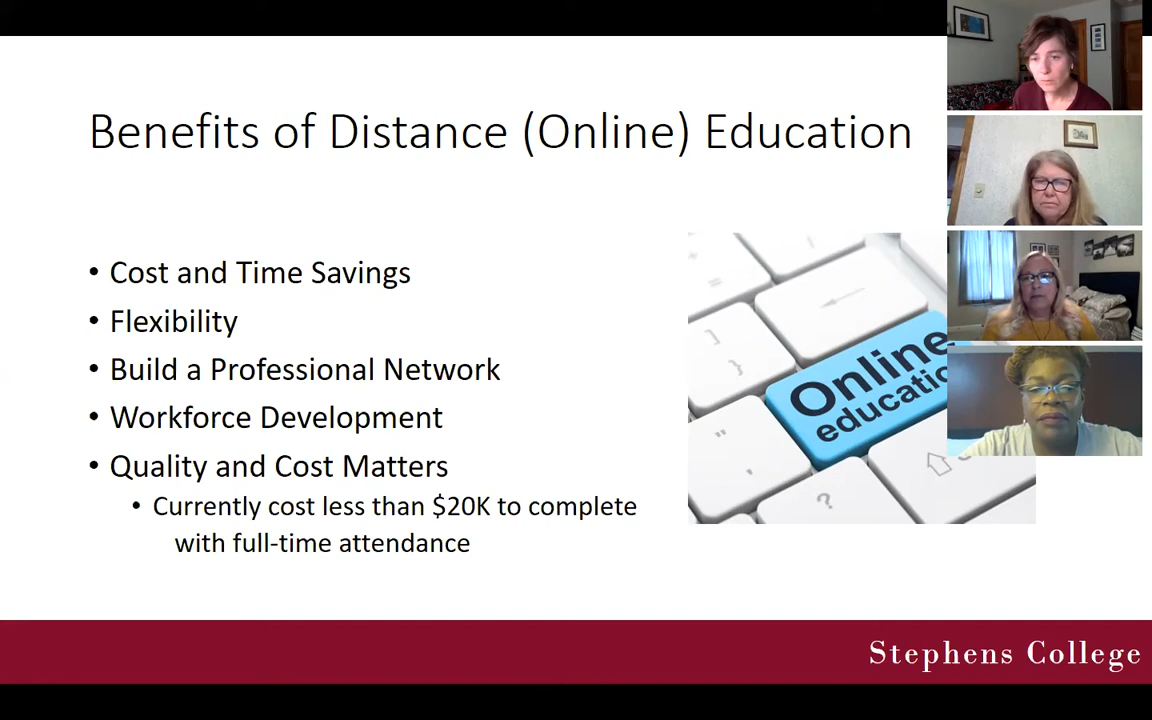 Benefits of Distance (Online) Education
• Cost and Time Savings
• Flexibility
• Build a Professional Network
• Workforce Development
• Quality and Cost Matters
• Currently cost less than $20K to complete
with full-time attendance
Online
educatio
Stephens College